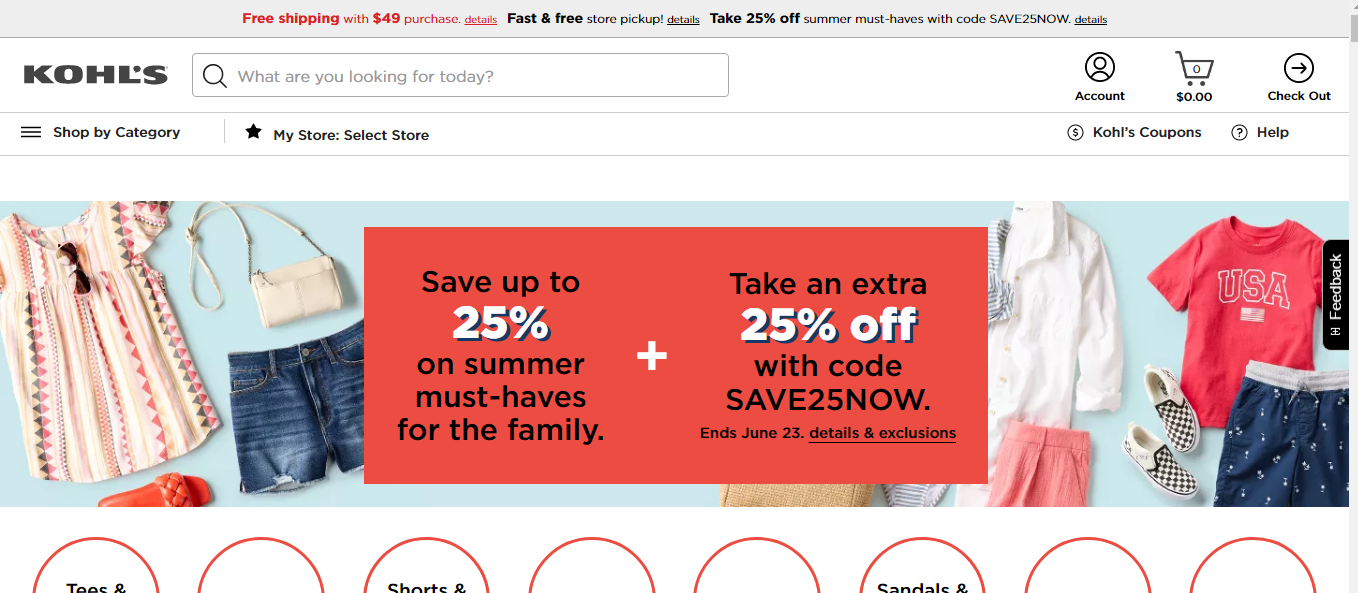 Free shipping with $49 purchase. details Fast & free store pickup! details Take 25% off summer must-haves with code SAVE25NOW. details
KOHL'S
What are you looking for today?
Account
0
$0.00
Check Out
Shop by Category
My Store: Select Store
$ Kohl's Coupons
? Help
Save up to
25%
on summer
must-haves
for the family.
+
Take an extra
25% off
with code
SAVE25NOW.
Ends June 23. details & exclusions
USA
Feedback
Tees &
Shorts &
Sandals &